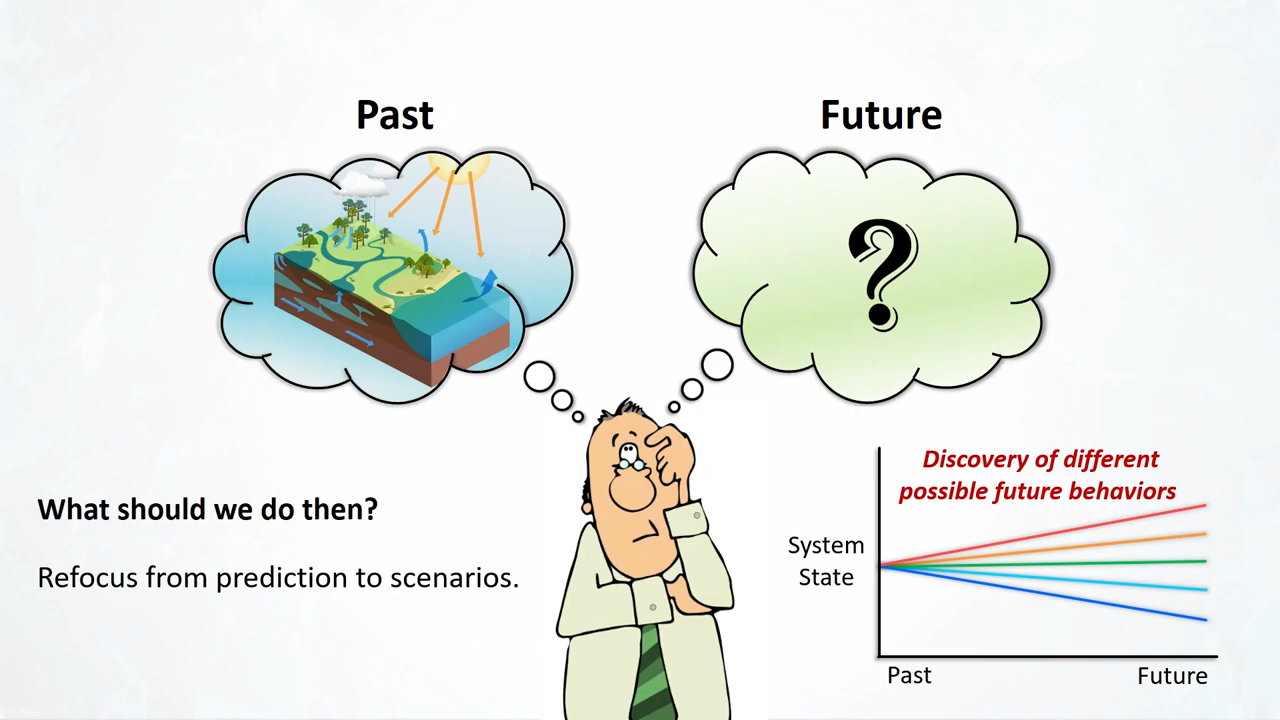 Past
Future
?
What should we do then?
Refocus from prediction to scenarios.
Discovery of different
possible future behaviors
System
State
Past
Future